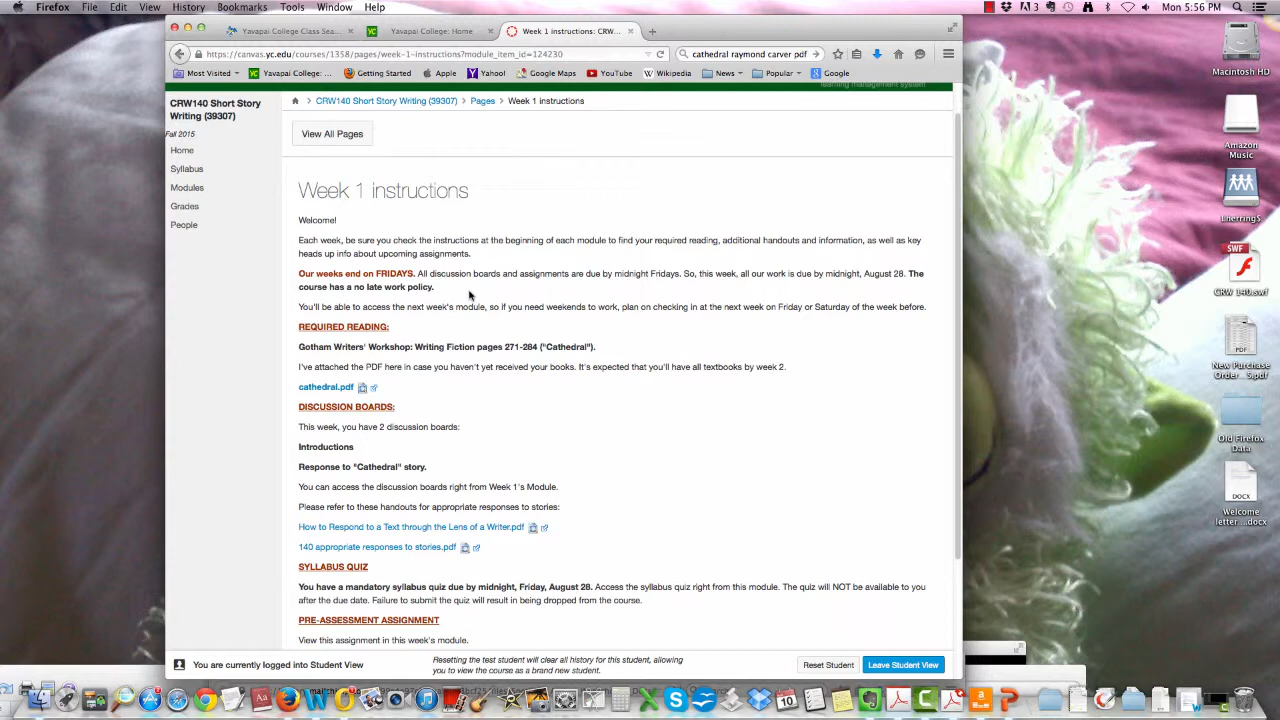 Firefox File Edit View History Bookmarks Tools Window Help Mon 5:56 PM
Yavapai College Class Sea... Yavapai College: Home Week 1 instructions: CRW...
https://canvas.yc.edu/courses/1358/pages/week-1-instructions?module_item_id=124230 cathedral raymond carver pdf
Most Visited Yavapai College: ... Getting Started Apple Yahoo! Google Maps YouTube Wikipedia News Popular Google
learning management system
CRW140 Short Story Writing (39307) Pages Week 1 instructions
CRW140 Short Story
Writing (39307)
Fall 2015
Home
Syllabus
Modules
Grades
People
View All Pages
Week 1 instructions
Welcome!
Each week, be sure you check the instructions at the beginning of each module to find your required reading, additional handouts and information, as well as key
heads up info about upcoming assignments.
Our weeks end on FRIDAYS. All discussion boards and assignments are due by midnight Fridays. So, this week, all our work is due by midnight, August 28. The
course has a no late work policy.
You'll be able to access the next week's module, so if you need weekends to work, plan on checking in at the next week on Friday or Saturday of the week before.
REQUIRED READING:
Gotham Writers' Workshop: Writing Fiction pages 271-284 ("Cathedral").
I've attached the PDF here in case you haven't yet received your books. It's expected that you'll have all textbooks by week 2.
cathedral.pdf
DISCUSSION BOARDS:
This week, you have 2 discussion boards:
Introductions
Response to "Cathedral" story.
You can access the discussion boards right from Week 1's Module.
Please refer to these handouts for appropriate responses to stories:
How to Respond to a Text through the Lens of a Writer.pdf
140 appropriate responses to stories.pdf
SYLLABUS QUIZ
You have a mandatory syllabus quiz due by midnight, Friday, August 28. Access the syllabus quiz right from this module. The quiz will NOT be available to you
after the due date. Failure to submit the quiz will result in being dropped from the course.
PRE-ASSESSMENT ASSIGNMENT
View this assignment in this week's module.
You are currently logged into Student View
Resetting the test student will clear all history for this student, allowing
you to view the course as a brand new student.
Reset Student
Leave Student View
Macintosh HD
Amazon
Music
LherringS
SWF
CRW 140.swf
PDF
New Purchase
Order ... S.pdf
Old Firefox
Data
DOCX
Welcome
letter....docx